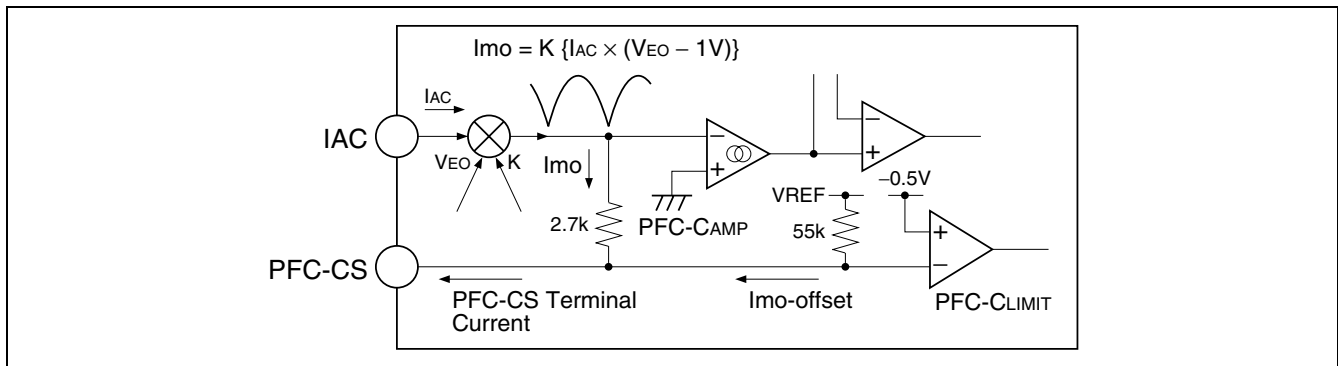 Imo = K {IAC × (VEO – 1V)}
IAC
IAC
VEO
K
Imo
2.7k
PFC-CAMP
VREF
55k
–0.5V
PFC-CS
PFC-CS Terminal
Current
Imo-offset
PFC-CLIMIT